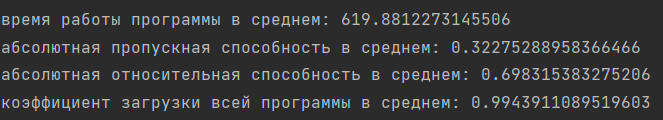 время работы программы в среднем: 619.8812273145506
абсолютная пропускная способность в среднем: 0.32275288958366466
абсолютная относительная способность в среднем: 0.698315383275206
коэффициент загрузки всей программы в среднем: 0.9943911089519603